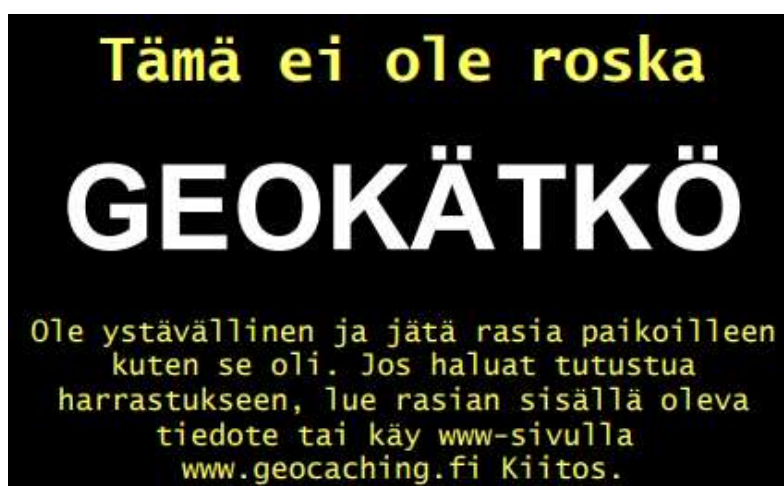 Tämä ei ole roska
GEOKÄTKÖ
Ole ystävällinen ja jätä rasia paikoilleen
kuten se oli. Jos haluat tutustua
harrastukseen, lue rasian sisällä oleva
tiedote tai käy www-sivulla
www.geocaching.fi Kiitos.